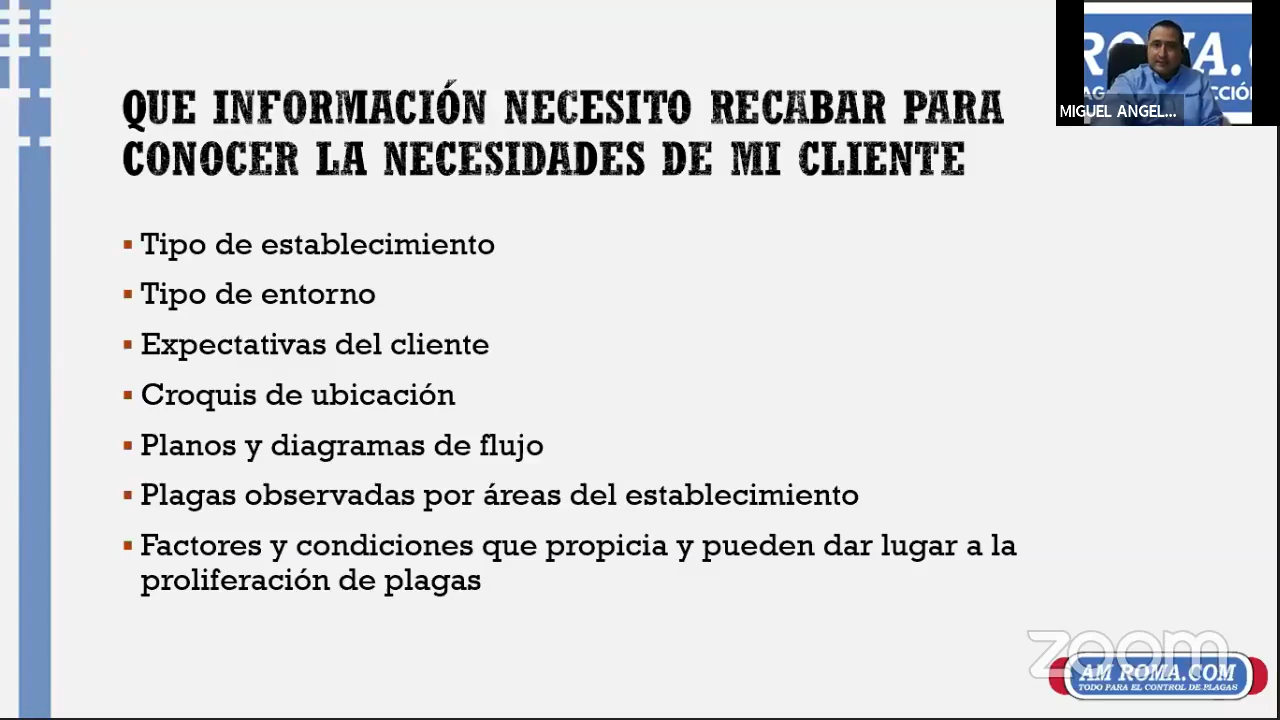 QUE INFORMACIÓN NECESITO RECABAR PARA
CONOCER LA NECESIDADES DE MI CLIENTE
Tipo de establecimiento
Tipo de entorno
Expectativas del cliente
Croquis de ubicación
Planos y diagramas de flujo
Plagas observadas por áreas del establecimiento
Factores y condiciones que propicia y pueden dar lugar a la
proliferación de plagas
MIGUEL ANGEL...
zoom
AM ROMA.COM
TODO PARA EL CONTROL DE PLAGAS